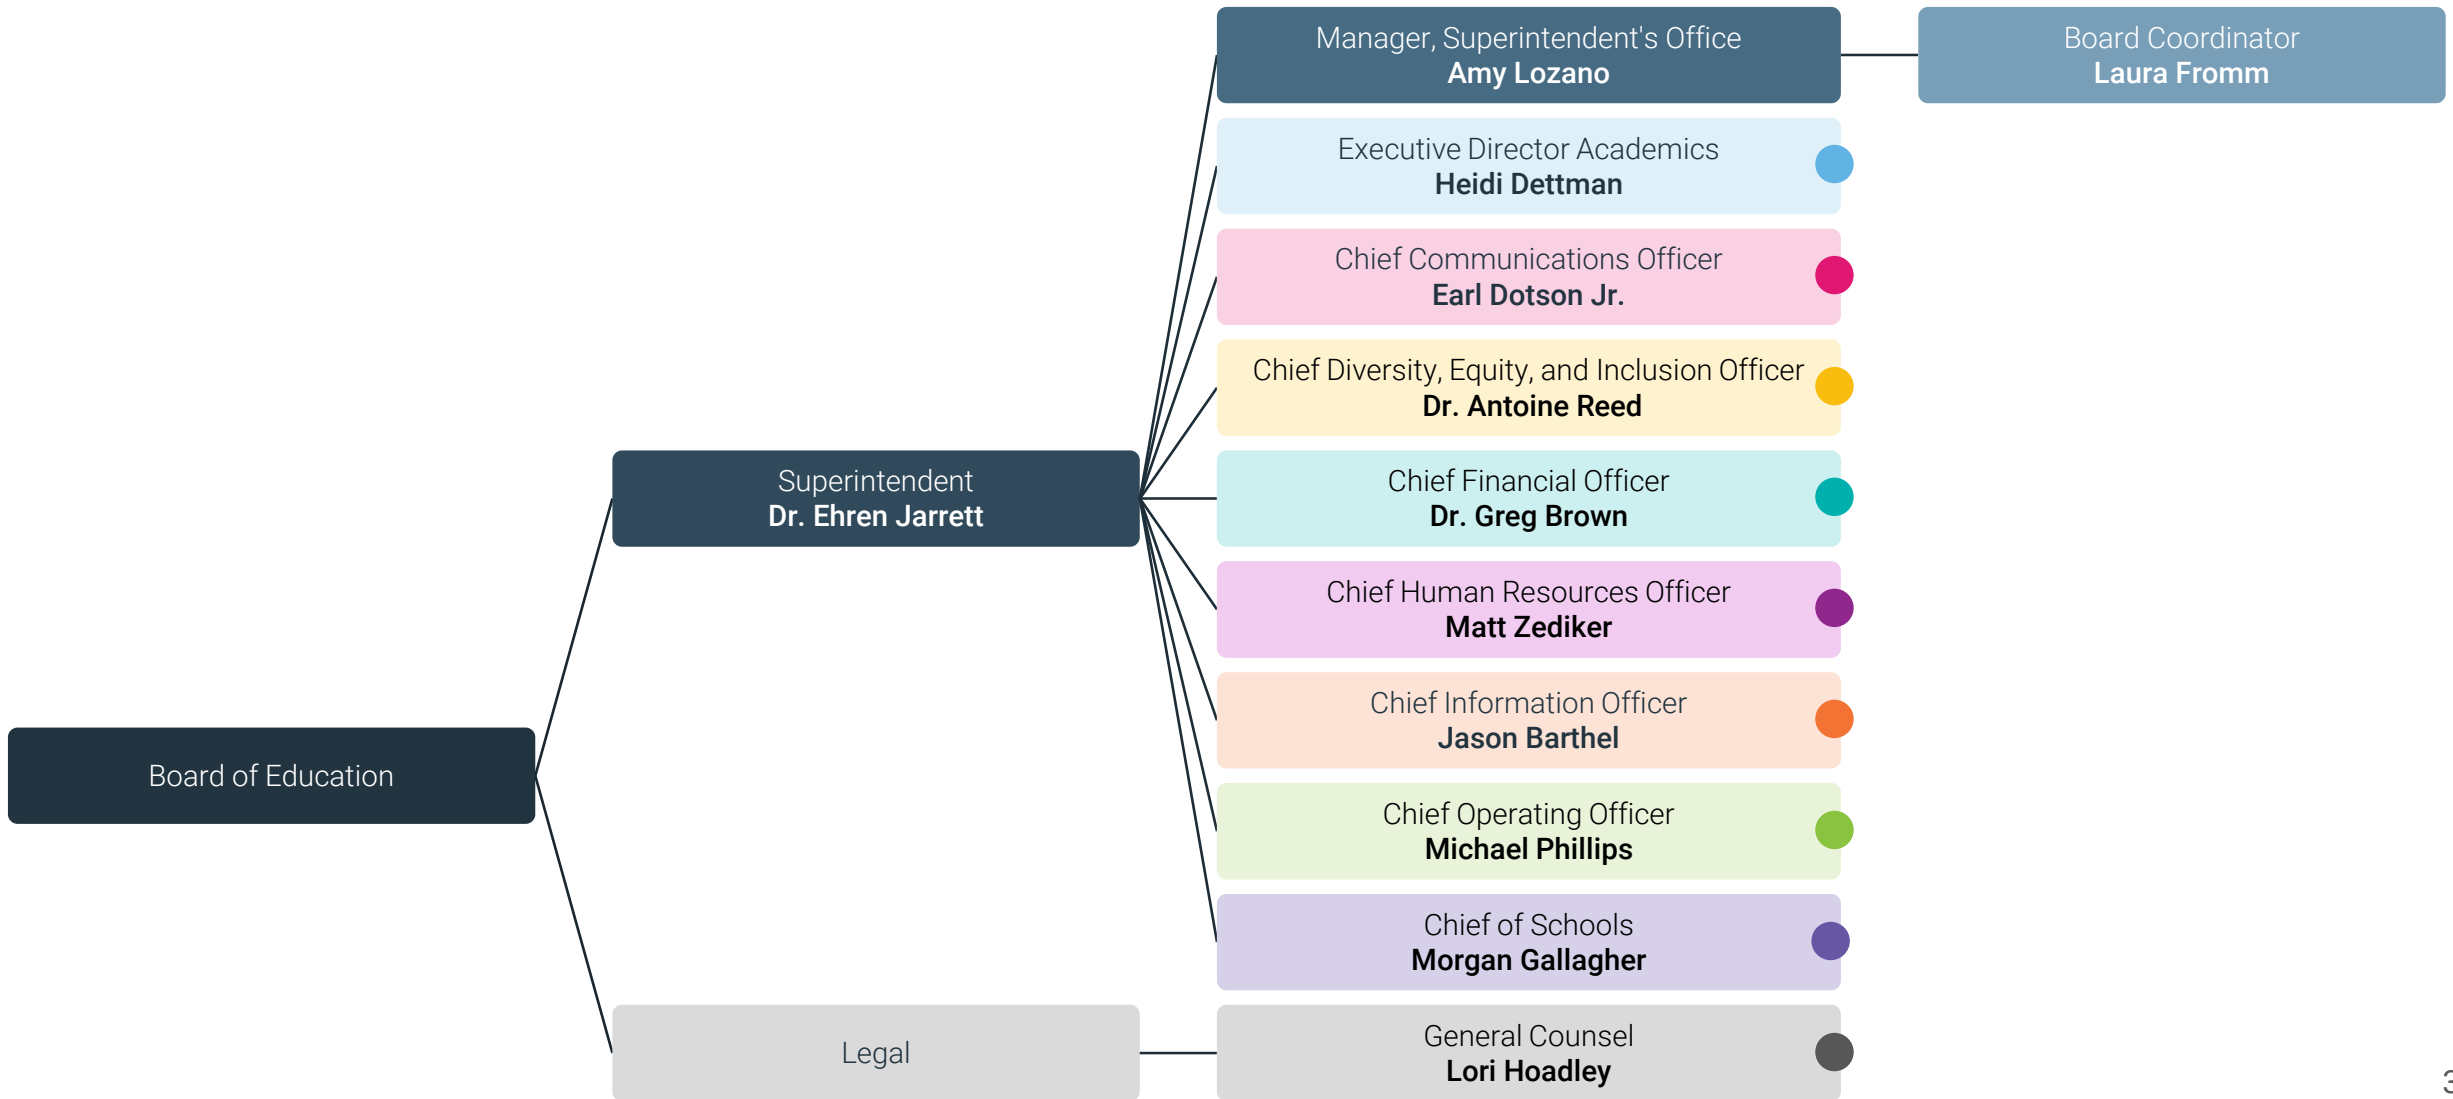 Manager, Superintendent's Office
Amy Lozano
Board Coordinator
Laura Fromm
Executive Director Academics
Heidi Dettman
Chief Communications Officer
Earl Dotson Jr.
Chief Diversity, Equity, and Inclusion Officer
Dr. Antoine Reed
Superintendent
Dr. Ehren Jarrett
Chief Financial Officer
Dr. Greg Brown
Chief Human Resources Officer
Matt Zediker
Chief Information Officer
Jason Barthel
Board of Education
Chief Operating Officer
Michael Phillips
Chief of Schools
Morgan Gallagher
Legal
General Counsel
Lori Hoadley
3